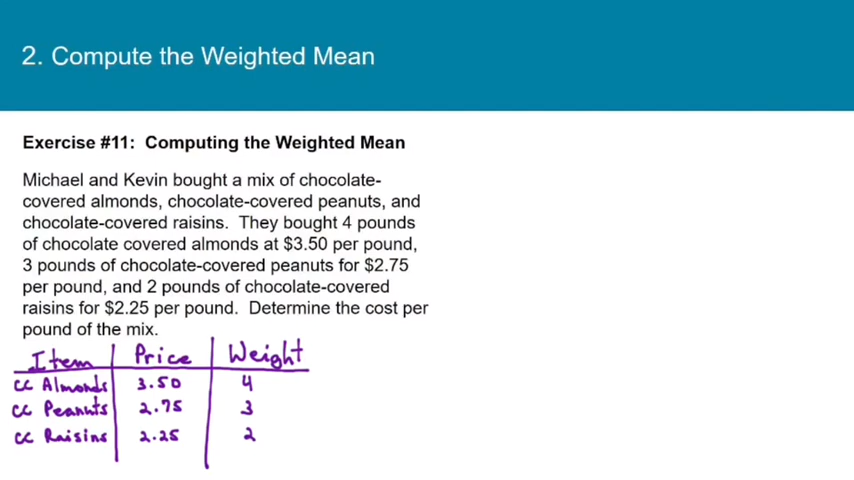 2. Compute the Weighted Mean
Exercise #11: Computing the Weighted Mean
Michael and Kevin bought a mix of chocolate-
covered almonds, chocolate-covered peanuts, and
chocolate-covered raisins. They bought 4 pounds
of chocolate covered almonds at $3.50 per pound,
3 pounds of chocolate-covered peanuts for $2.75
per pound, and 2 pounds of chocolate-covered
raisins for $2.25 per pound. Determine the cost per
pound of the mix.
Item Price Weight
CC Almonds 3.50 4
CC Peanuts 2.75 3
CC Raisins 2.25 2